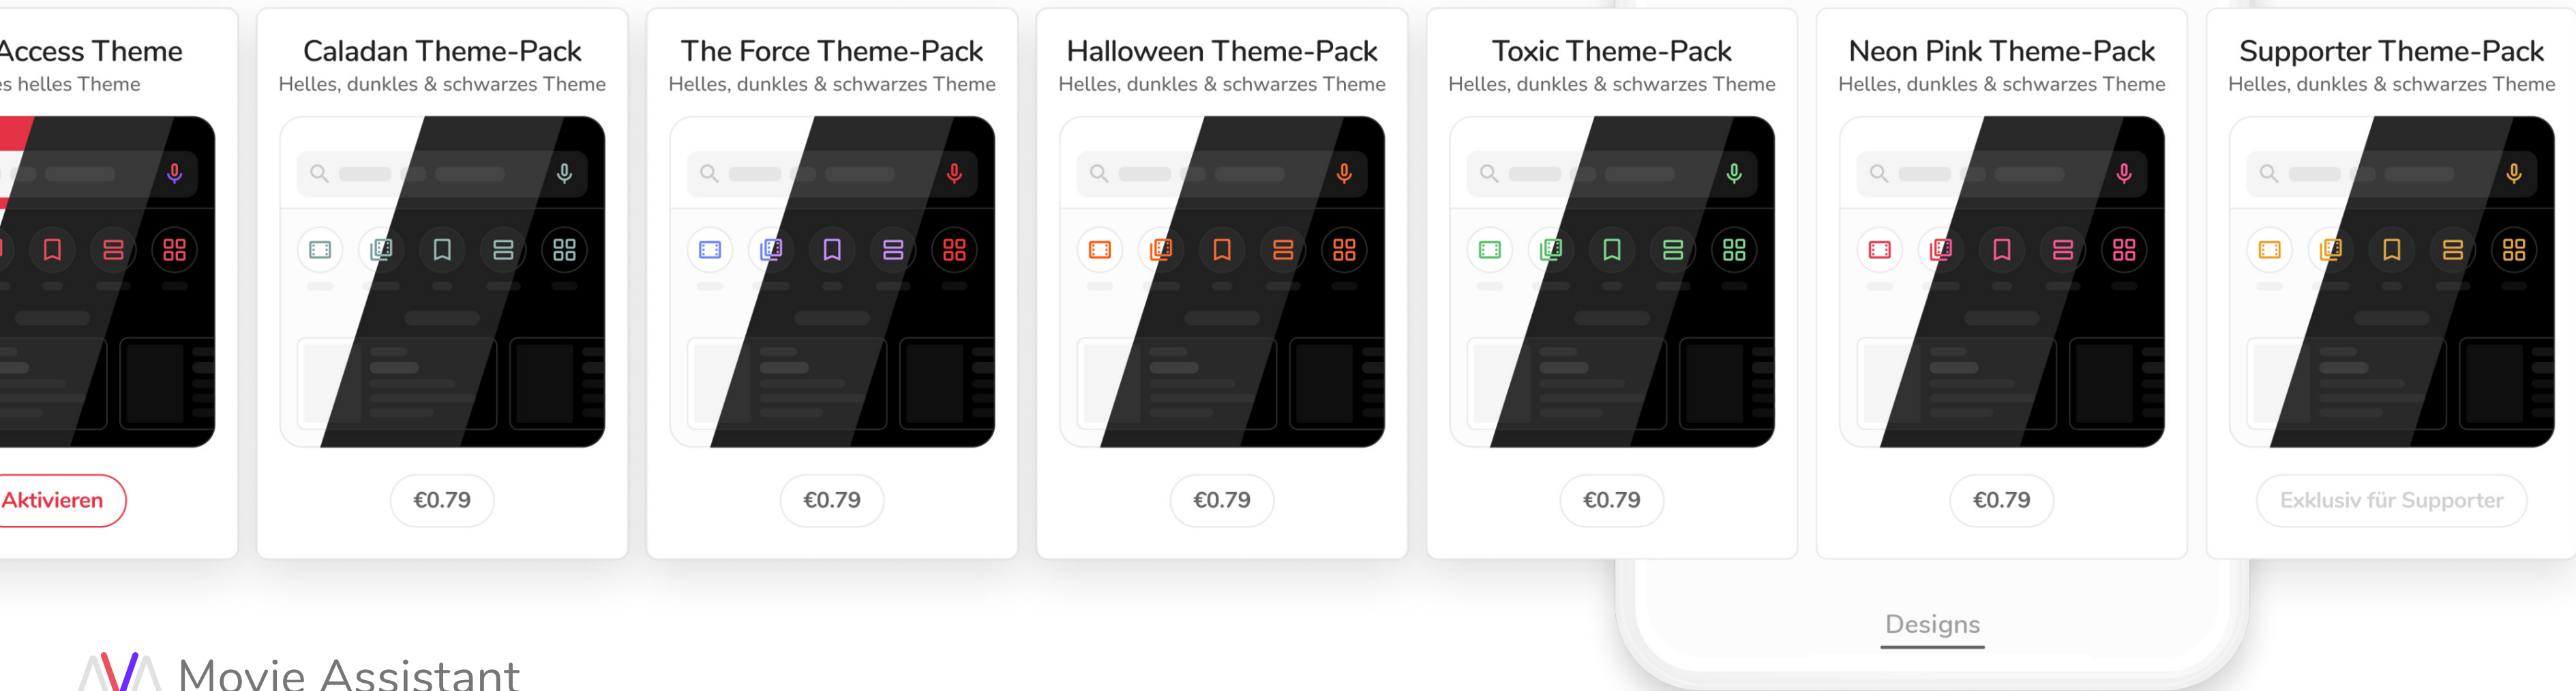 Access Theme
es helles Theme
Aktivieren
Caladan Theme-Pack
Helles, dunkles & schwarzes Theme
€0.79
The Force Theme-Pack
Helles, dunkles & schwarzes Theme
€0.79
Halloween Theme-Pack
Helles, dunkles & schwarzes Theme
€0.79
Toxic Theme-Pack
Helles, dunkles & schwarzes Theme
€0.79
Neon Pink Theme-Pack
Helles, dunkles & schwarzes Theme
€0.79
Supporter Theme-Pack
Helles, dunkles & schwarzes Theme
Exklusiv für Supporter
Designs
Movie Assistant